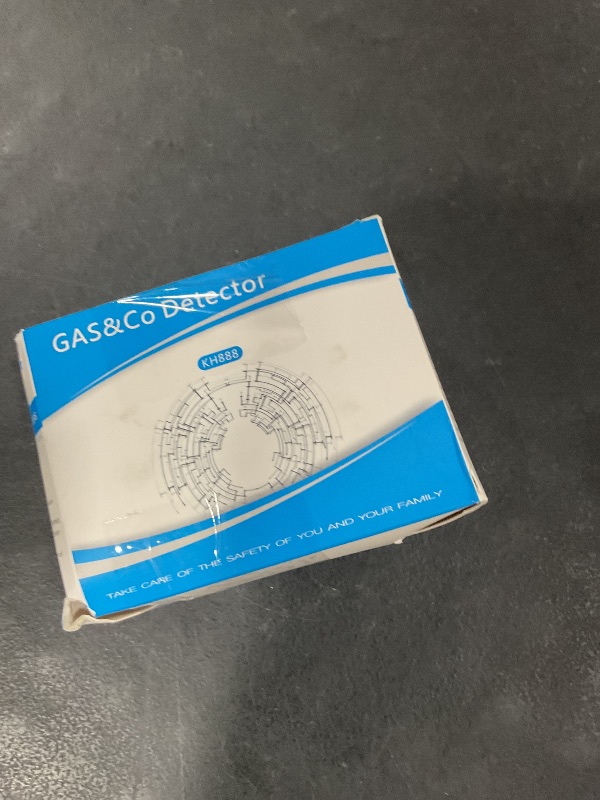 GAS&Co Detector
KH888
TAKE CARE OF THE SAFETY OF YOU AND YOUR FAMILY